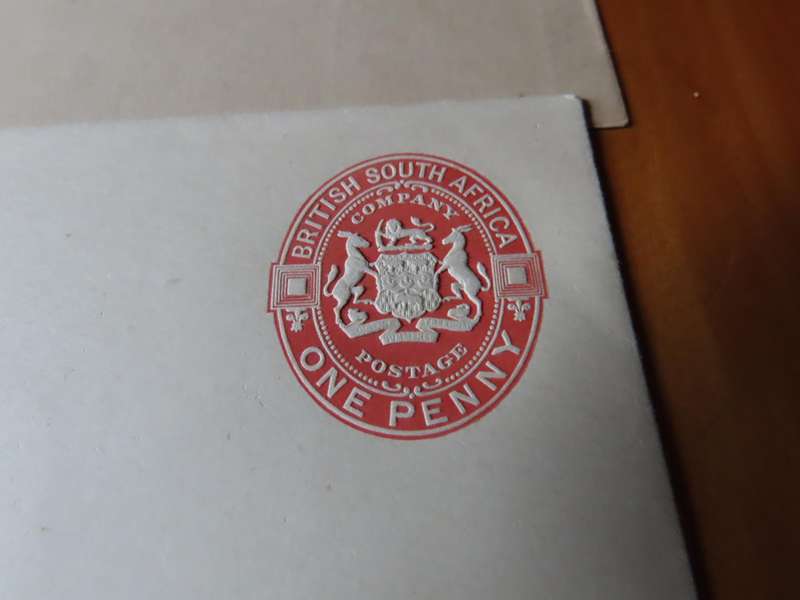 BRITISH SOUTH AFRICA
COMPANY
POSTAGE
ONE PENNY